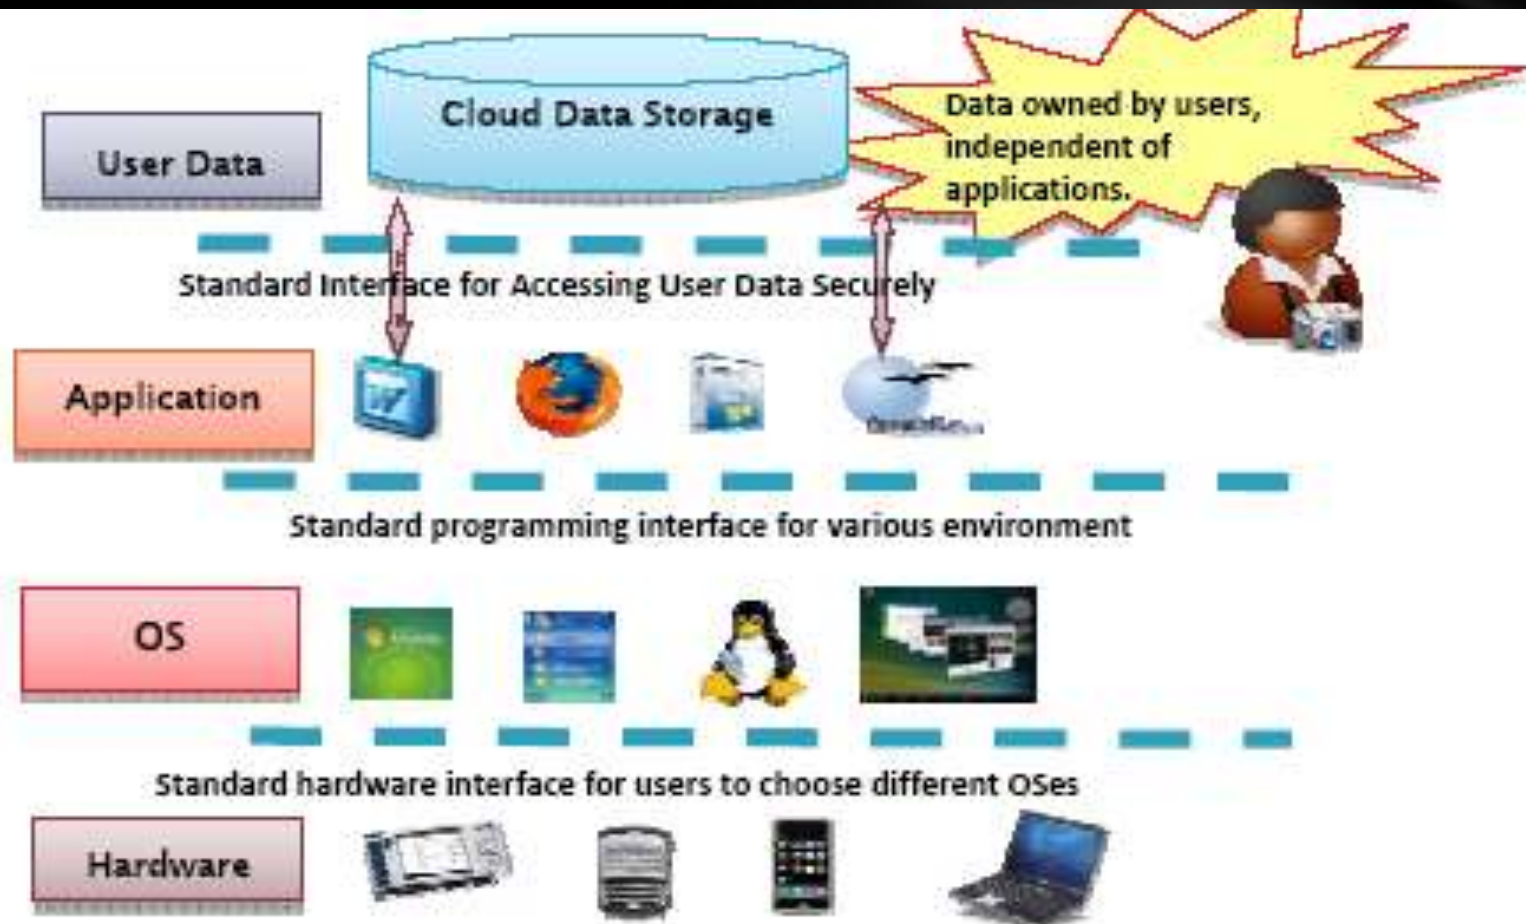 Cloud Data Storage
Data owned by users,
independent of
applications.
User Data
Standard Interface for Accessing User Data Securely
Application
W
Standard programming interface for various environment
OS
Standard hardware interface for users to choose different OSes
Hardware